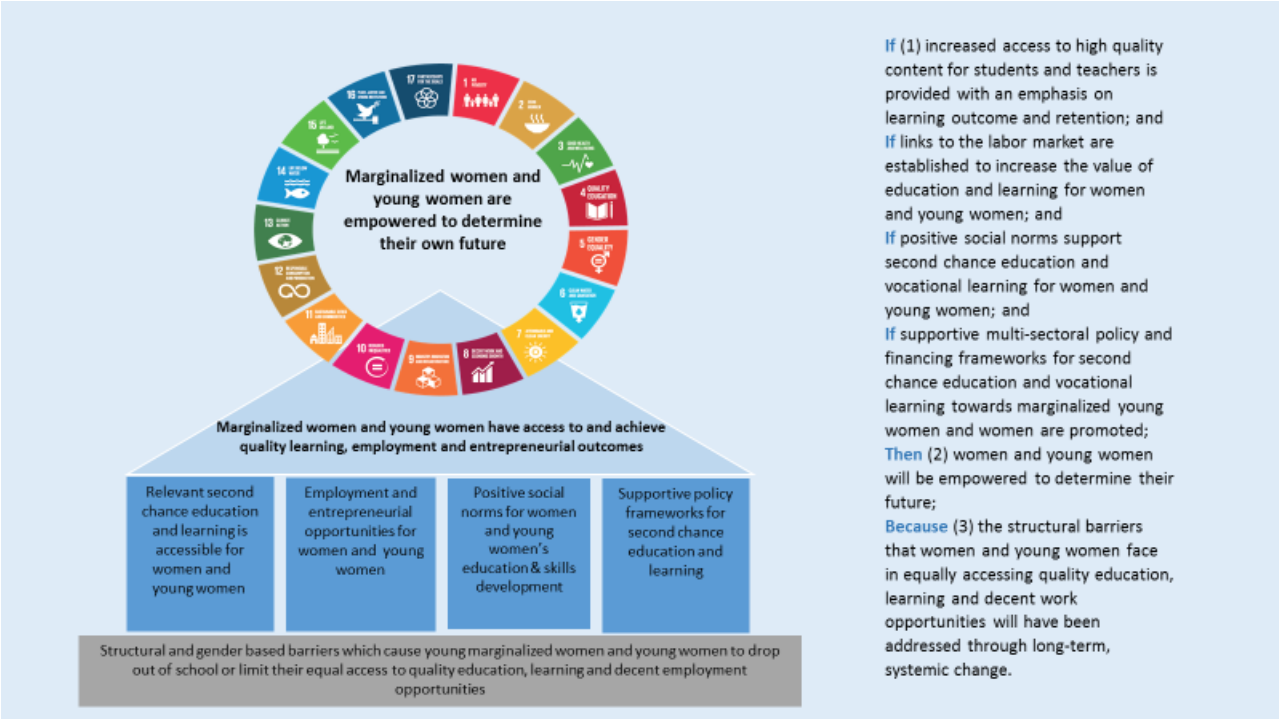 17
16
15
14
13
12
11
10
9
8
7
6
5 GENDER
EQUALITY
4 QUALITY
EDUCATION
3
2
1 NO
POVERTY
Marginalized women and
young women are
empowered to determine
their own future
Marginalized women and young women have access to and achieve
quality learning, employment and entrepreneurial outcomes
Relevant second
chance education
and learning is
accessible for
women and
young women
Employment and
entrepreneurial
opportunities for
women and young
women
Positive social
norms for women
and young
women's
education & skills
development
Supportive policy
frameworks for
second chance
education and
learning
Structural and gender based barriers which cause young marginalized women and young women to drop
out of school or limit their equal access to quality education, learning and decent employment
opportunities
If (1) increased access to high quality
content for students and teachers is
provided with an emphasis on
learning outcome and retention; and
If links to the labor market are
established to increase the value of
education and learning for women
and young women; and
If positive social norms support
second chance education and
vocational learning for women and
young women; and
If supportive multi-sectoral policy and
financing frameworks for second
chance education and vocational
learning towards marginalized young
women and women are promoted;
Then (2) women and young women
will be empowered to determine their
future;
Because (3) the structural barriers
that women and young women face
in equally accessing quality education,
learning and decent work
opportunities will have been
addressed through long-term,
systemic change.